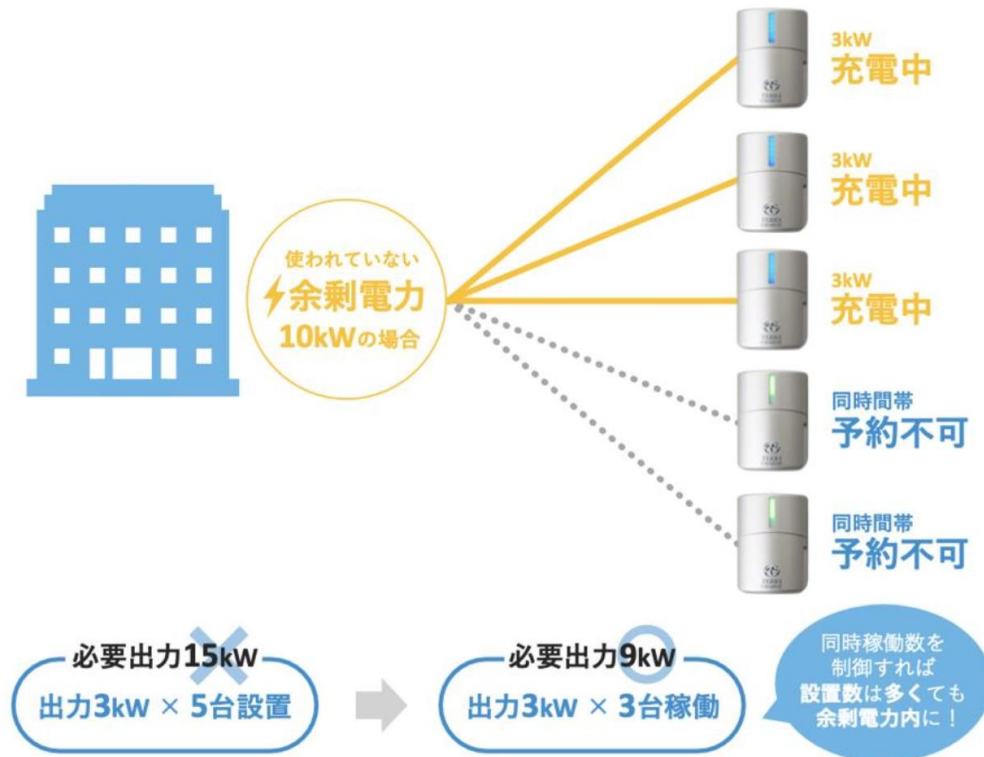 3kW
充電中
3kW
充電中
使われていない
余剰電力
10kWの場合
3kW
充電中
同時間帯
予約不可
同時間帯
予約不可
必要出力15kW
出力3kW × 5台設置
必要出力9kW
出力3kW × 3台稼働
同時稼働数を
制御すれば
設置数は多くても
余剰電力内に！